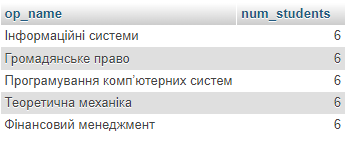 op_name num_students
Інформаційні системи 6
Громадянське право 6
Програмування комп'ютерних систем 6
Теоретична механіка 6
Фінансовий менеджмент 6